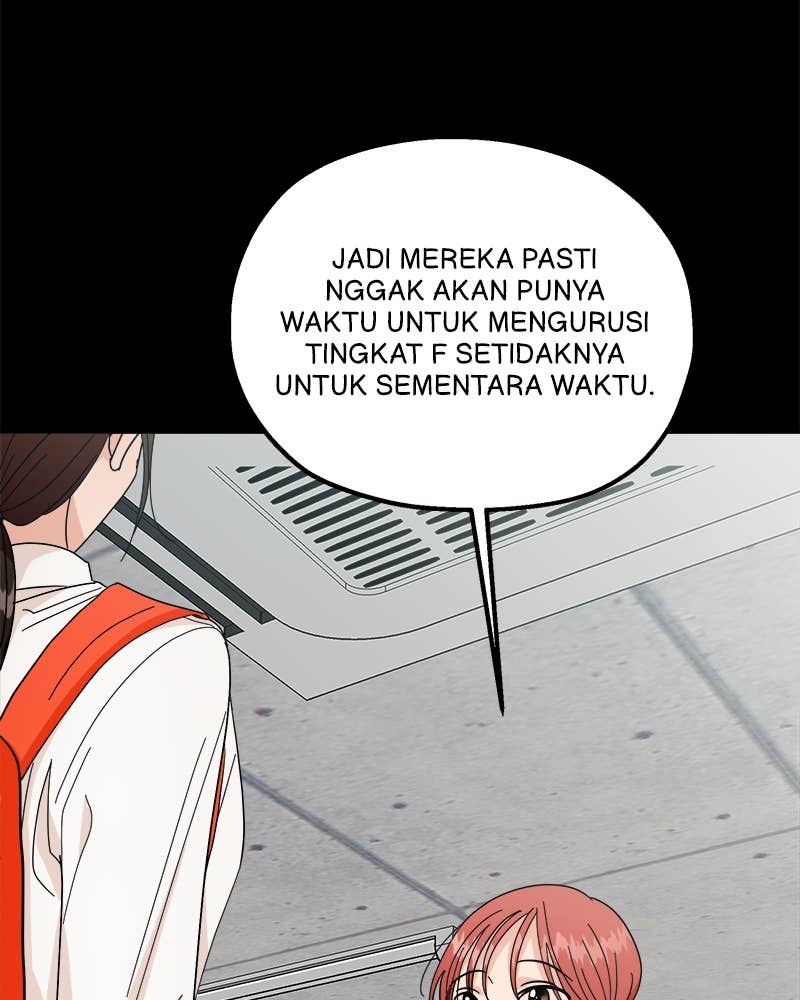 JADI MEREKA PASTI
NGGAK AKAN PUNYA
WAKTU UNTUK MENGURUSI
TINGKAT F SETIDAKNYA
UNTUK SEMENTARA WAKTU.